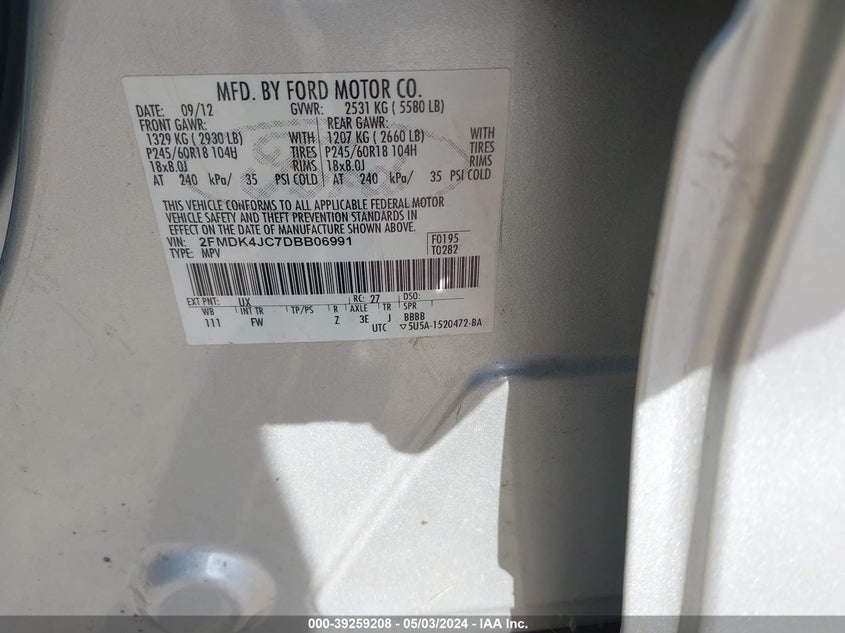 MFD. BY FORD MOTOR CO.
DATE: 09/12 GVWR: 2531 KG ( 5580 LB)
FRONT GAWR: REAR GAWR:
1329 KG ( 2930 LB) WITH 1207 KG ( 2660 LB) WITH
P245/60R18 104H TIRES P245/60R18 104H TIRES
18x8.0J RIMS 18x8.0J RIMS
AT 240 kPa/ 35 PSI COLD AT 240 kPa/ 35 PSI COLD
THIS VEHICLE CONFORMS TO ALL APPLICABLE FEDERAL MOTOR
VEHICLE SAFETY AND THEFT PREVENTION STANDARDS IN
EFFECT ON THE DATE OF MANUFACTURE SHOWN ABOVE.
VIN: 2FMDK4JC7DBB06991 F0195
TYPE: MPV T0282
EXT PNT: UX RC: 27 DSO:
WB INT TR TP/PS R AXLE TR SPR
111 FW Z 3E J BBBB
UTC ▽5U5A-1520472-BA
000-39259208 - 05/03/2024 - IAAI Inc.